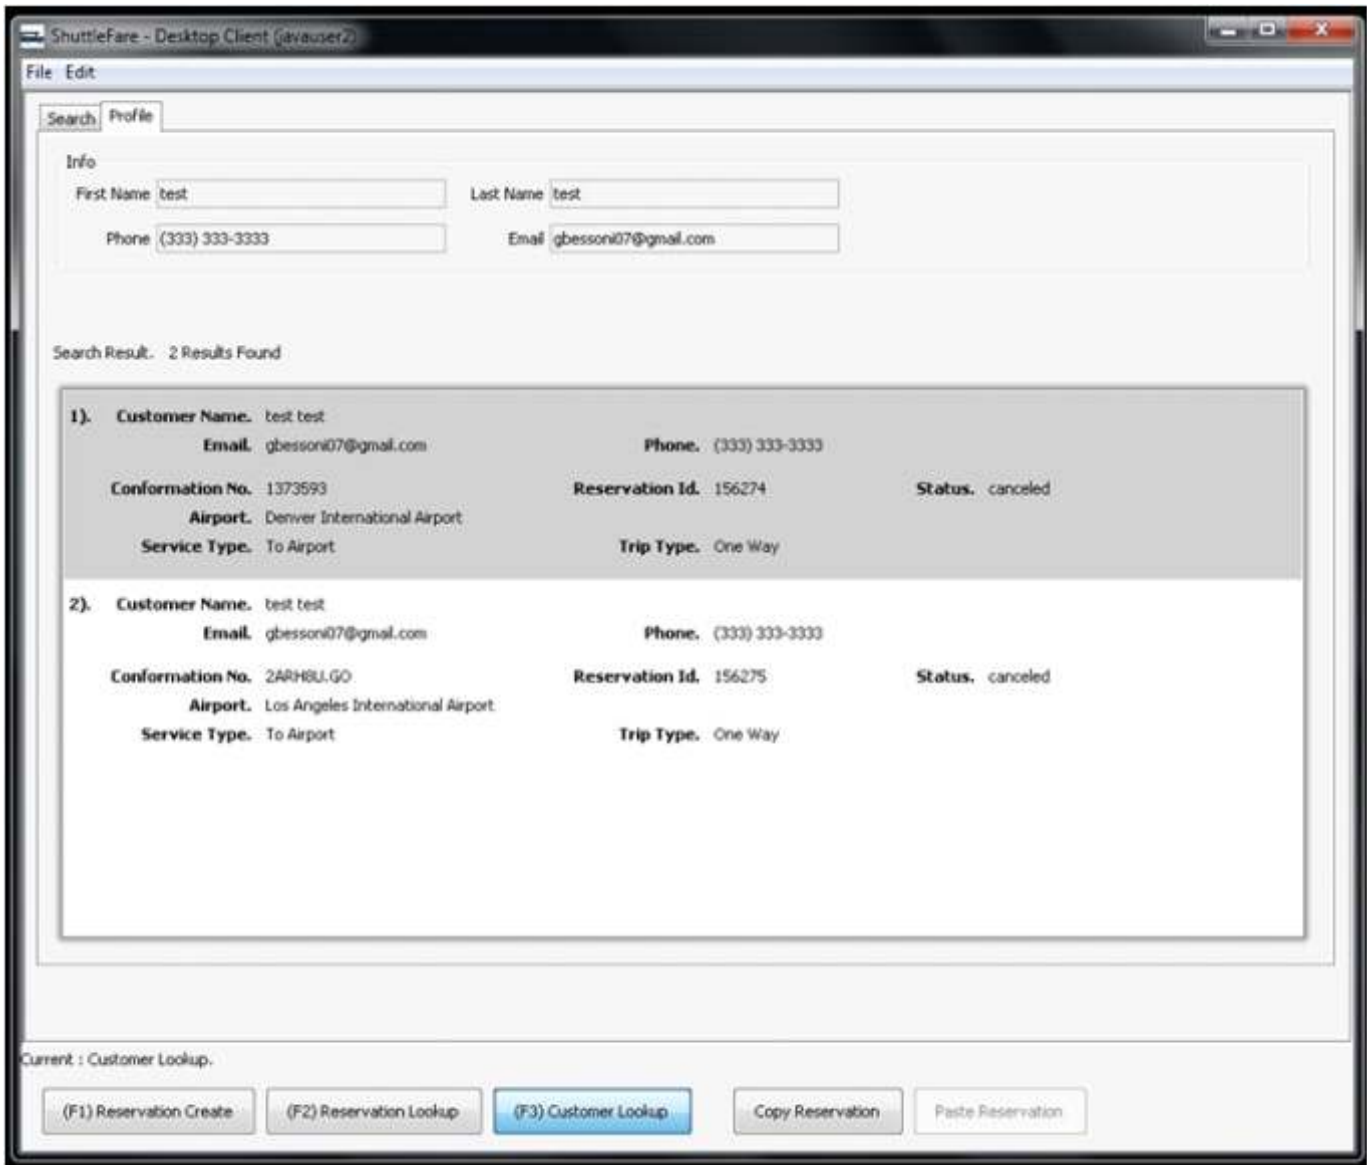 ShuttleFare - Desktop Client (javauser2)
File Edit
Search Profile
Info
First Name test Last Name test
Phone (333) 333-3333 Email gbessoni07@gmail.com
Search Result. 2 Results Found
1). Customer Name. test test
Email. gbessoni07@gmail.com Phone. (333) 333-3333
Conformation No. 1373593 Reservation Id. 156274 Status. canceled
Airport. Denver International Airport
Service Type. To Airport Trip Type. One Way
2). Customer Name. test test
Email. gbessoni07@gmail.com Phone. (333) 333-3333
Conformation No. 2ARH8U.GO Reservation Id. 156275 Status. canceled
Airport. Los Angeles International Airport
Service Type. To Airport Trip Type. One Way
Current : Customer Lookup.
(F1) Reservation Create (F2) Reservation Lookup (F3) Customer Lookup Copy Reservation Paste Reservation